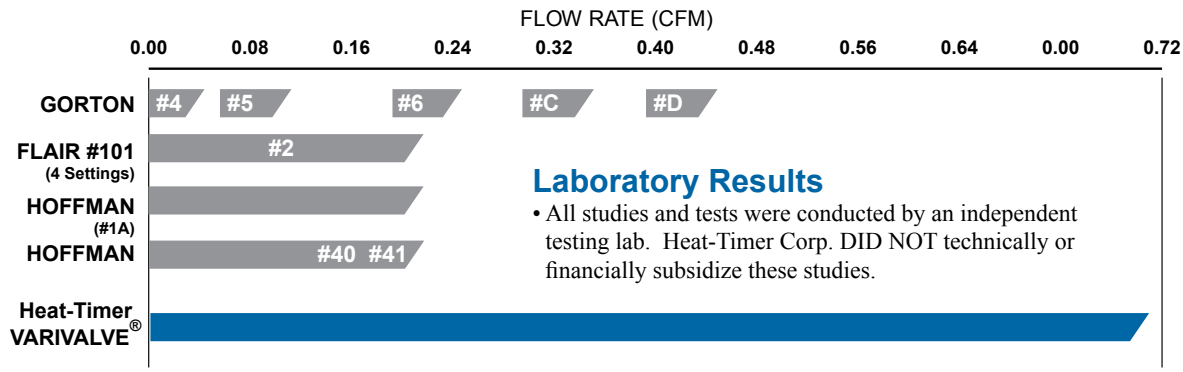 FLOW RATE (CFM)
0.00 0.08 0.16 0.24 0.32 0.40 0.48 0.56 0.64 0.00 0.72
GORTON #4 #5 #6 #C #D
FLAIR #101 #2
(4 Settings)
HOFFMAN
(#1A)
HOFFMAN #40 #41
Laboratory Results
• All studies and tests were conducted by an independent
testing lab. Heat-Timer Corp. DID NOT technically or
financially subsidize these studies.
Heat-Timer
VARIVALVE®